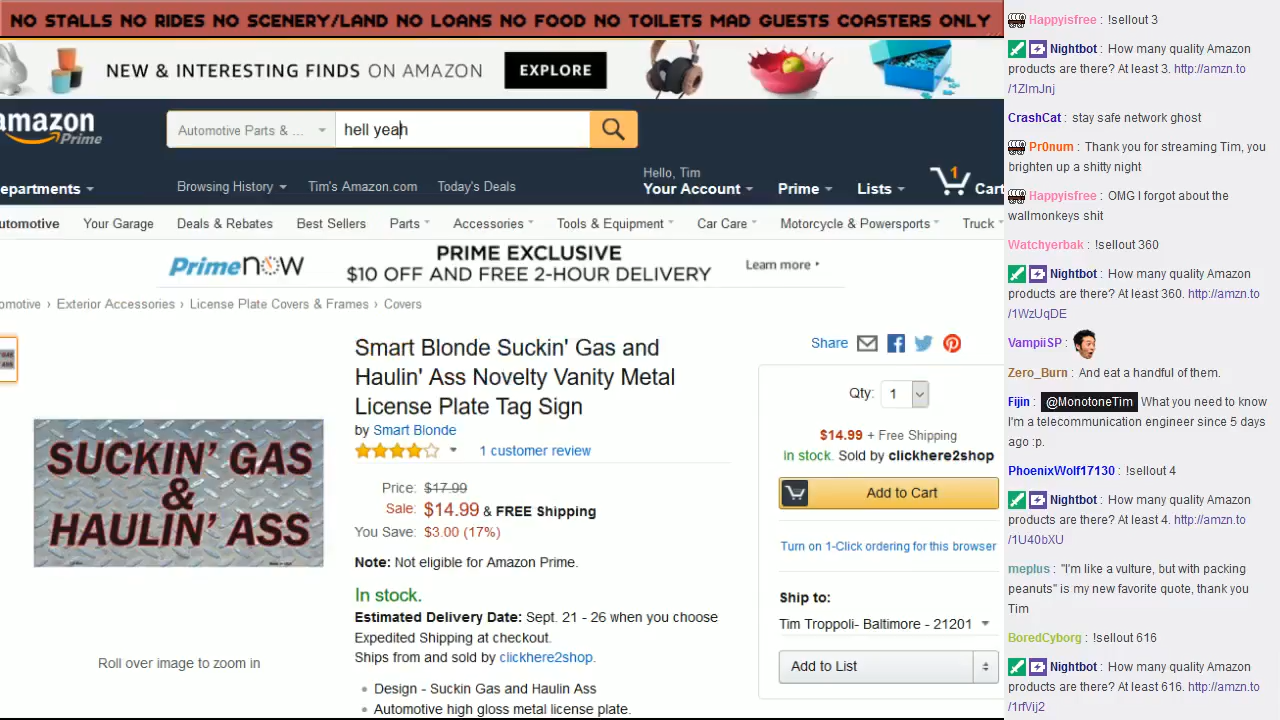 NO STALLS NO RIDES NO SCENERY/LAND NO LOANS NO FOOD NO TOILETS MAD GUESTS COASTERS ONLY
NEW & INTERESTING FINDS ON AMAZON EXPLORE
amazon Prime
Automotive Parts & ... hell yeah
Hello, Tim
epartments Browsing History Tim's Amazon.com Today's Deals Your Account Prime Lists 1 Cart
utomotive Your Garage Deals & Rebates Best Sellers Parts Accessories Tools & Equipment Car Care Motorcycle & Powersports Truck
PrimeNOW PRIME EXCLUSIVE
$10 OFF AND FREE 2-HOUR DELIVERY Learn more
omotive › Exterior Accessories › License Plate Covers & Frames › Covers
Smart Blonde Suckin' Gas and
Haulin' Ass Novelty Vanity Metal
License Plate Tag Sign
by Smart Blonde
1 customer review
Price: $17.99
Sale: $14.99 & FREE Shipping
You Save: $3.00 (17%)
Note: Not eligible for Amazon Prime.
In stock.
Estimated Delivery Date: Sept. 21 - 26 when you choose
Expedited Shipping at checkout.
Ships from and sold by clickhere2shop.
• Design - Suckin Gas and Haulin Ass
• Automotive high gloss metal license plate.
SUCKIN' GAS
&
HAULIN' ASS
Roll over image to zoom in
Share
Qty: 1
$14.99 + Free Shipping
In stock. Sold by clickhere2shop
Add to Cart
Turn on 1-Click ordering for this browser
Ship to:
Tim Troppoli- Baltimore - 21201
Add to List
Happyisfree : !sellout 3
Nightbot : How many quality Amazon
products are there? At least 3. http://amzn.to
/1ZlmJnj
CrashCat : stay safe network ghost
Pr0num : Thank you for streaming Tim, you
brighten up a shitty night
Happyisfree : OMG I forgot about the
wallmonkeys shit
Watchyerbak : !sellout 360
Nightbot : How many quality Amazon
products are there? At least 360. http://amzn.to
/1WzUqDE
VampiiSP :
Zero_Burn : And eat a handful of them.
Fijin : @MonotoneTim What you need to know
I'm a telecommunication engineer since 5 days
ago :p.
PhoenixWolf17130 : !sellout 4
Nightbot : How many quality Amazon
products are there? At least 4. http://amzn.to
/1U40bXU
meplus : "I'm like a vulture, but with packing
peanuts" is my new favorite quote, thank you
Tim
BoredCyborg : !sellout 616
Nightbot : How many quality Amazon
products are there? At least 616. http://amzn.to
/1rfVij2